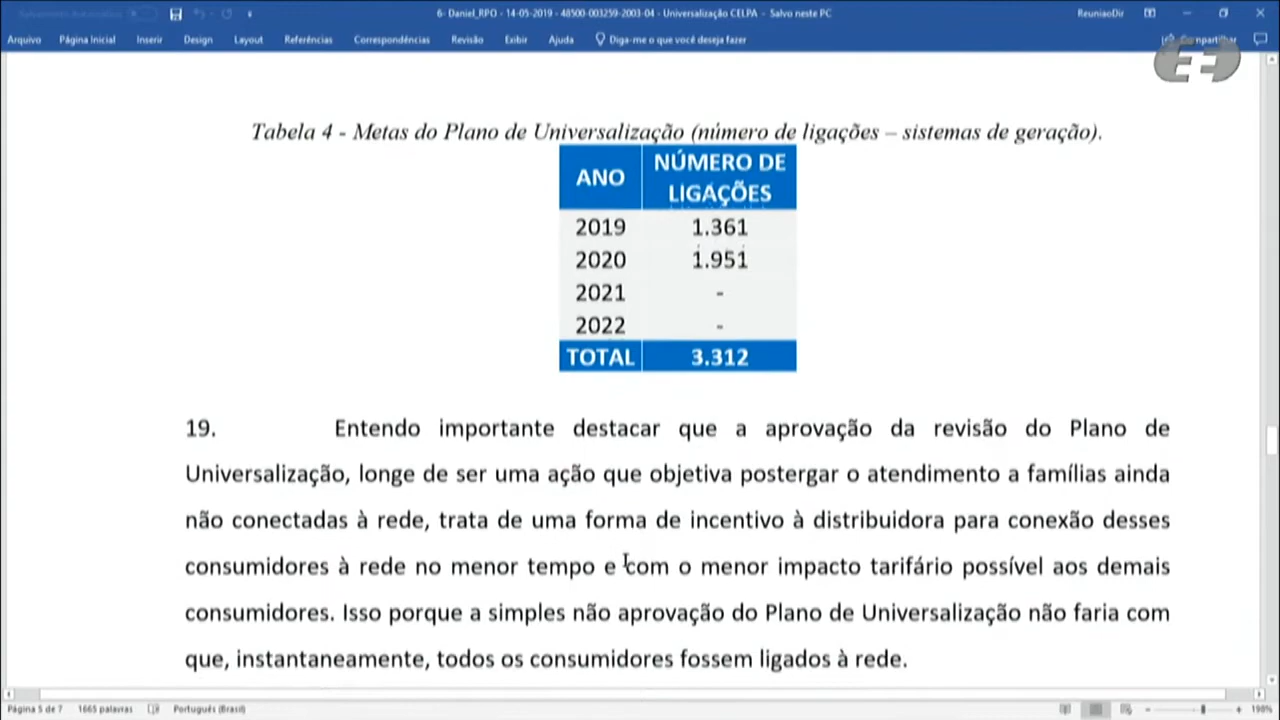 6- Daniel_RPO - 14-05-2019 - 48500-003259-2003-04 - Universalização CELPA - Salvo neste PC
ReuniaoDir
Arquivo Página Inicial Inserir Design Layout Referências Correspondências Revisão Exibir Ajuda Diga-me o que você deseja fazer
Compartilhar
Tabela 4 - Metas do Plano de Universalização (número de ligações – sistemas de geração).
ANO NÚMERO DE LIGAÇÕES
2019 1.361
2020 1.951
2021 -
2022 -
TOTAL 3.312
19. Entendo importante destacar que a aprovação da revisão do Plano de
Universalização, longe de ser uma ação que objetiva postergar o atendimento a famílias ainda
não conectadas à rede, trata de uma forma de incentivo à distribuidora para conexão desses
consumidores à rede no menor tempo e com o menor impacto tarifário possível aos demais
consumidores. Isso porque a simples não aprovação do Plano de Universalização não faria com
que, instantaneamente, todos os consumidores fossem ligados à rede.
Página 5 de 7 1665 palavras Português (Brasil)
198%